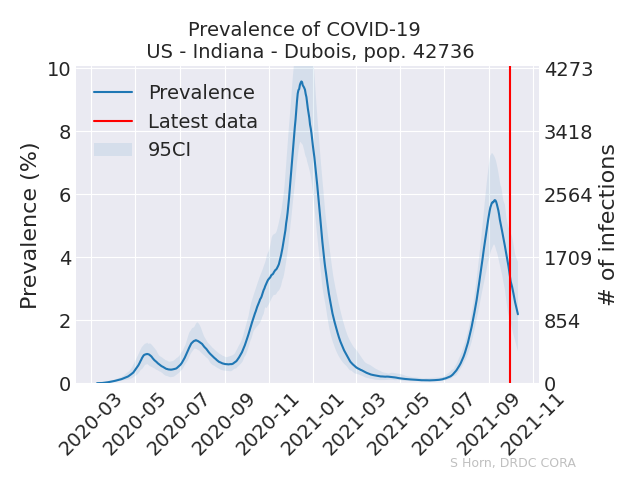 Prevalence of COVID-19
US - Indiana - Dubois, pop. 42736
Prevalence
Latest data
95CI
Prevalence (%)
10
8
6
4
2
0
4273
3418
2564
1709
854
0
# of infections
2020-03
2020-05
2020-07
2020-09
2020-11
2021-01
2021-03
2021-05
2021-07
2021-09
2021-11
S Horn, DRDC CORA